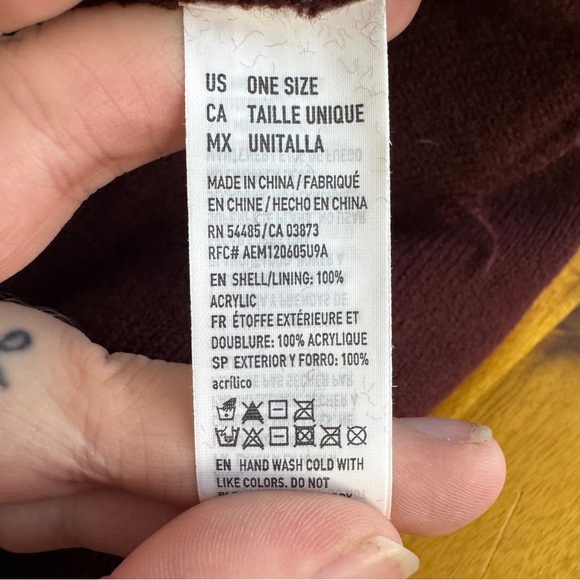 US ONE SIZE
CA TAILLE UNIQUE
MX UNITALLA
MADE IN CHINA / FABRIQUÉ
EN CHINE / HECHO EN CHINA
RN 54485 / CA 03873
RFC# AEM120605U9A
EN SHELL/LINING: 100%
ACRYLIC
FR ÉTOFFE EXTÉRIEURE ET
DOUBLURE: 100% ACRYLIQUE
SP EXTERIOR Y FORRO: 100%
acrílico
EN HAND WASH COLD WITH
LIKE COLORS. DO NOT